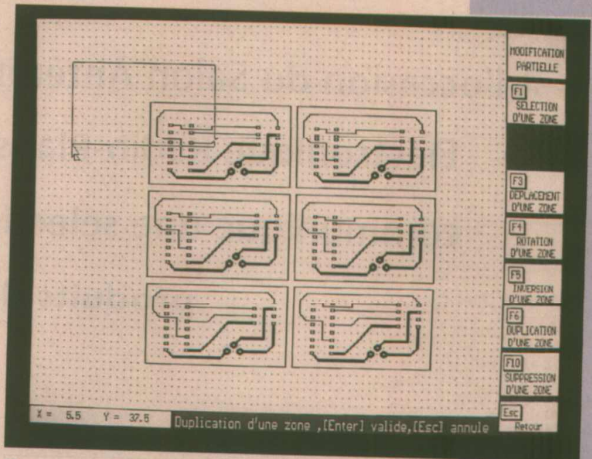 MODIFICATION
PARTIELLE
F1
SELECTION
D'UNE ZONE
F3
DEPLACEMENT
D'UNE ZONE
F4
ROTATION
D'UNE ZONE
F5
INVERSION
D'UNE ZONE
F6
DUPLICATION
D'UNE ZONE
F10
SUPPRESSION
D'UNE ZONE
Esc
Retour
X = 5.5 Y = 37.5 Duplication d'une zone ,[Enter] valide,[Esc] annule